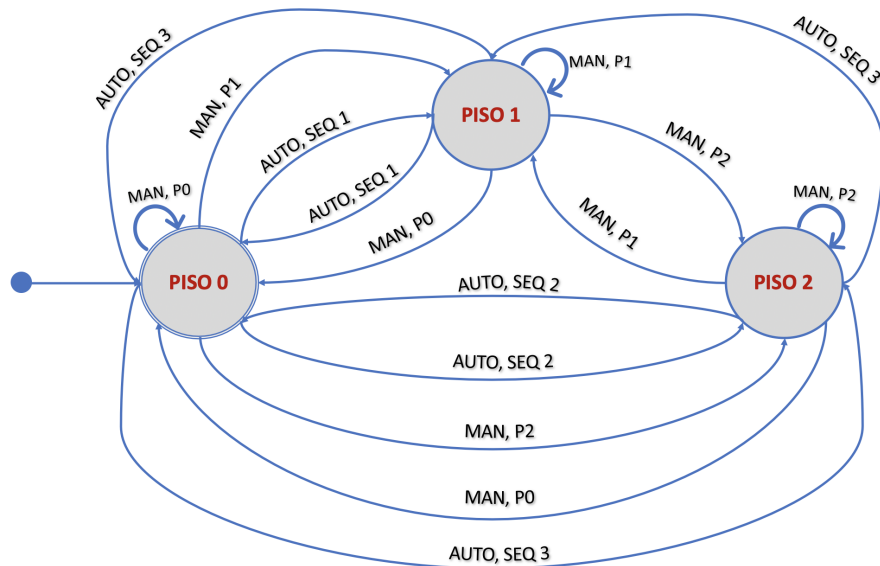 AUTO, SEQ 3
MAN, P1
AUTO, SEQ 3
MAN, P1
PISO 1
AUTO, SEQ 1
MAN, P2
AUTO, SEQ 1
MAN, P0
MAN, P2
MAN, P0
MAN, P1
PISO 0
PISO 2
AUTO, SEQ 2
AUTO, SEQ 2
MAN, P2
MAN, P0
AUTO, SEQ 3